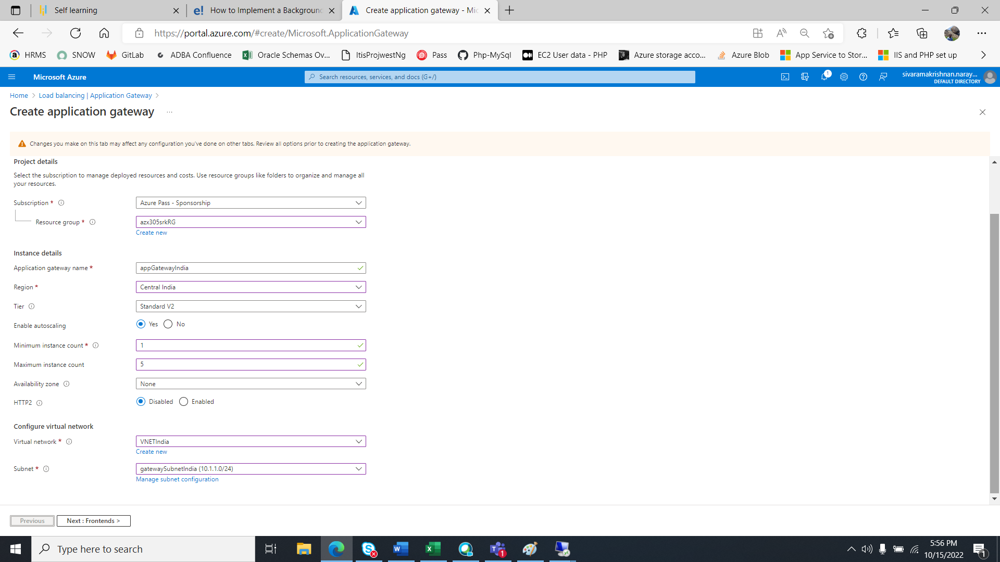 Self learning
How to Implement a Background
Create application gateway - Mic
https://portal.azure.com/#create/Microsoft.ApplicationGateway
HRMS
SNOW
GitLab
ADBA Confluence
Oracle Schemas Ov...
ItisProjwestNg
Pass
Php-MySql
EC2 User data - PHP
Azure storage acco...
Azure Blob
App Service to Stor...
IIS and PHP set up
Microsoft Azure
Search resources, services, and docs (G+/)
1
sivaramakrishnan.naray...
DEFAULT DIRECTORY
Home > Load balancing | Application Gateway >
Create application gateway ...
Changes you make on this tab may affect any configuration you've done on other tabs. Review all options prior to creating the application gateway.
Project details
Select the subscription to manage deployed resources and costs. Use resource groups like folders to organize and manage all
your resources.
Subscription *
Azure Pass - Sponsorship
Resource group *
azx305srkRG
Create new
Instance details
Application gateway name *
appGatewayIndia
Region *
Central India
Tier
Standard V2
Enable autoscaling
Yes
No
Minimum instance count *
1
Maximum instance count
5
Availability zone
None
HTTP2
Disabled
Enabled
Configure virtual network
Virtual network *
VNETIndia
Create new
Subnet *
gatewaySubnetIndia (10.1.1.0/24)
Manage subnet configuration
Previous
Next : Frontends >
Type here to search
1
5:56 PM
10/15/2022
1